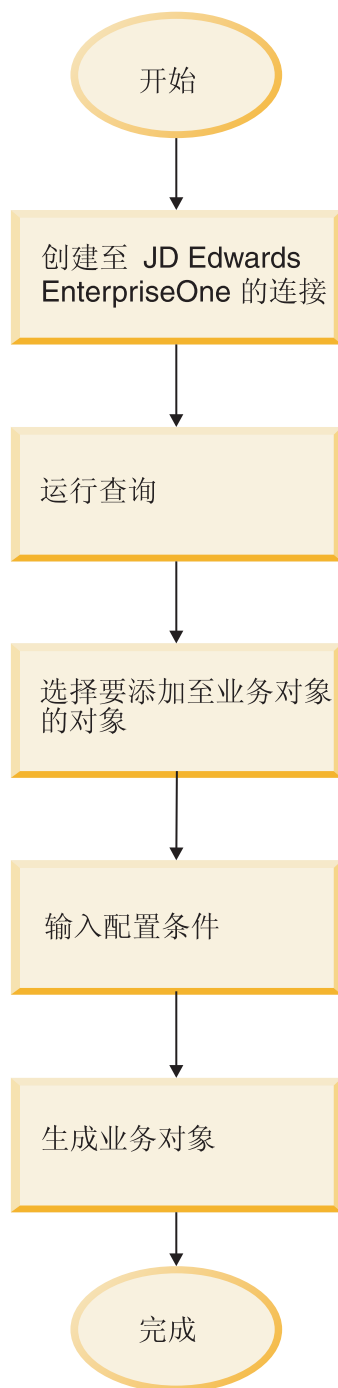 开始
创建至 JD Edwards
EnterpriseOne 的连接
运行查询
选择要添加至业务对象
的对象
输入配置条件
生成业务对象
完成